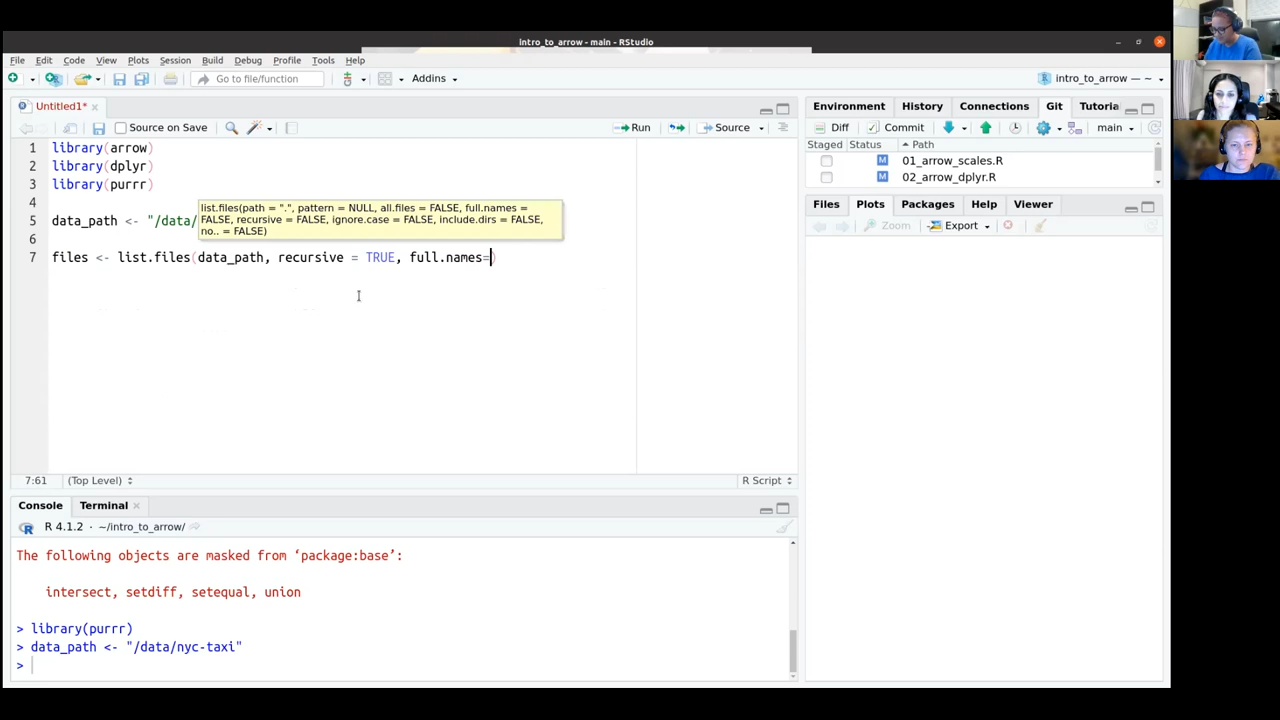 intro_to_arrow - main - RStudio
File Edit Code View Plots Session Build Debug Profile Tools Help
Go to file/function Addins intro_to_arrow — ~
Untitled1*
Source on Save Run Source
1 library(arrow)
2 library(dplyr)
3 library(purrr)
4
5 data_path <- "/data/
6
7 files <- list.files(data_path, recursive = TRUE, full.names=)
list.files(path = ".", pattern = NULL, all.files = FALSE, full.names =
FALSE, recursive = FALSE, ignore.case = FALSE, include.dirs = FALSE,
no.. = FALSE)
7:61 (Top Level) R Script
Console Terminal
R 4.1.2 · ~/intro_to_arrow/
The following objects are masked from ‘package:base’:
intersect, setdiff, setequal, union
> library(purrr)
> data_path <- "/data/nyc-taxi"
>
Environment History Connections Git Tutoria
Diff Commit main
Staged Status Path
M 01_arrow_scales.R
M 02_arrow_dplyr.R
Files Plots Packages Help Viewer
Zoom Export